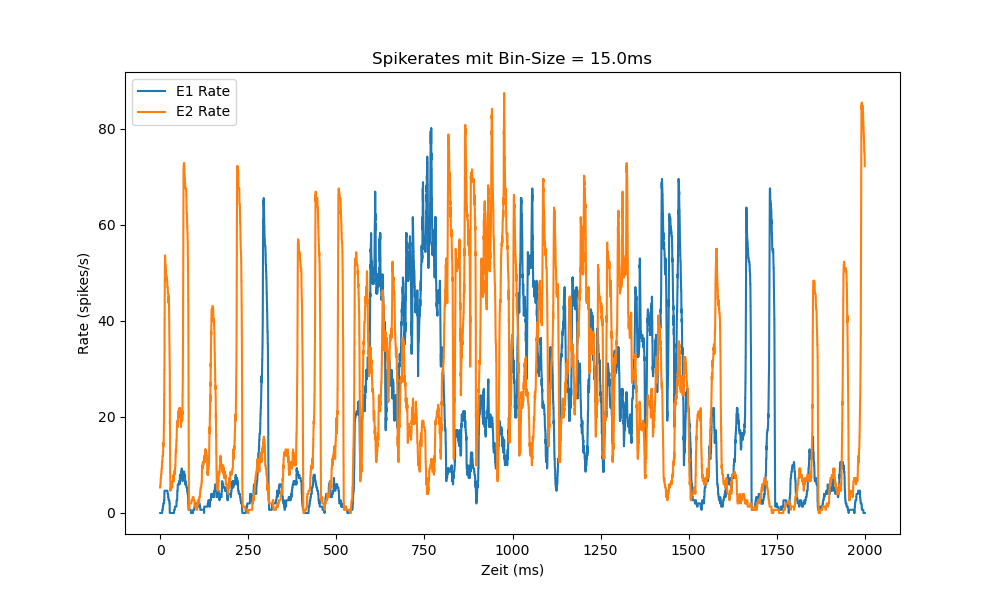 Spikerates mit Bin-Size = 15.0ms
E1 Rate
E2 Rate
Rate (spikes/s)
80
60
40
20
0
0 250 500 750 1000 1250 1500 1750 2000
Zeit (ms)